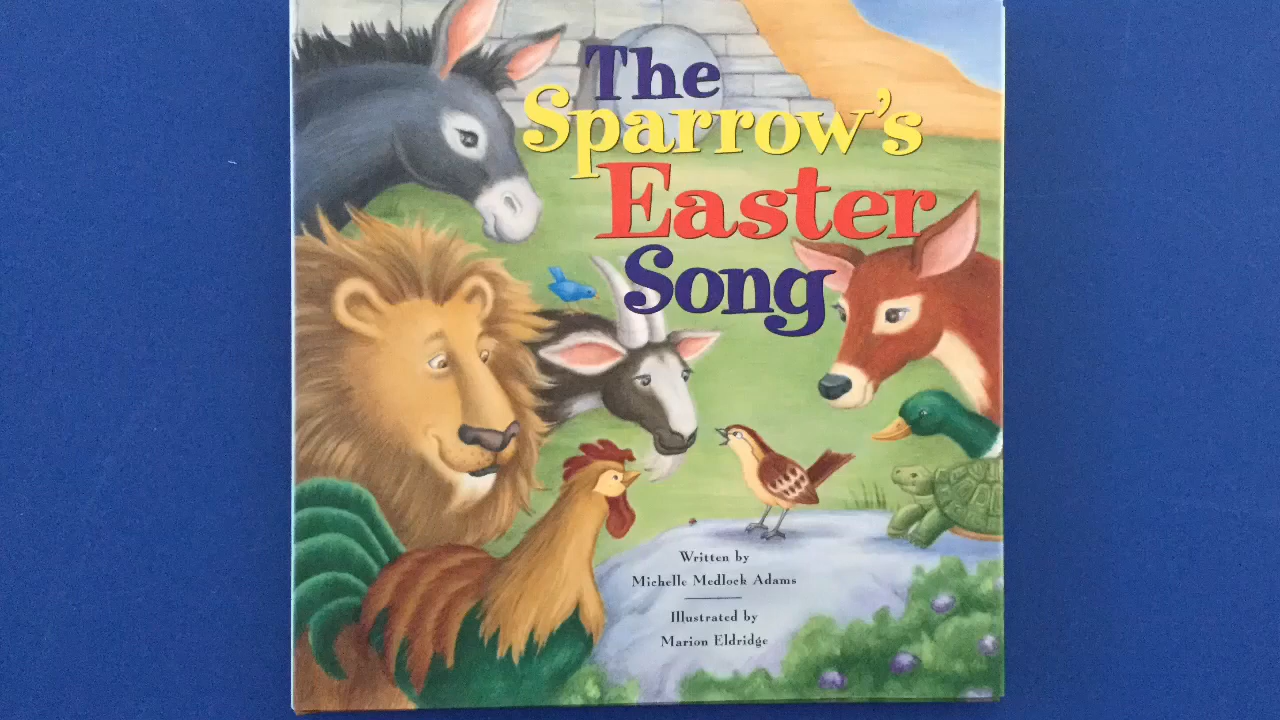 The
Sparrow's
Easter
Song
Written by
Michelle Medlock Adams
Illustrated by
Marion Eldridge